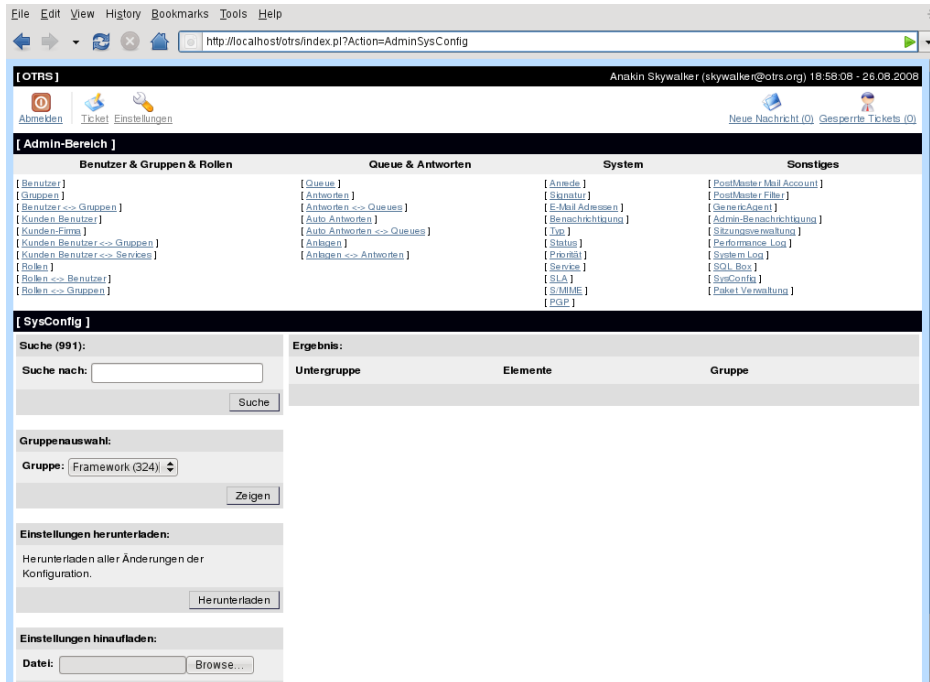 File Edit View History Bookmarks Tools Help
http://localhost/otrs/index.pl?Action=AdminSysConfig
[ OTRS ] Anakin Skywalker (skywalker@otrs.org) 18:58:08 - 26.08.2008
Abmelden Ticket Einstellungen Neue Nachricht (0) Gesperrte Tickets (0)
[ Admin-Bereich ]
Benutzer & Gruppen & Rollen Queue & Antworten System Sonstiges
[ Benutzer ] [ Queue ] [ Anrede ] [ PostMaster Mail Account ]
[ Gruppen ] [ Antworten ] [ Signatur ] [ PostMaster Filter ]
[ Benutzer <-> Gruppen ] [ Antworten <-> Queues ] [ E-Mail Adressen ] [ GenericAgent ]
[ Kunden Benutzer ] [ Auto Antworten ] [ Benachrichtigung ] [ Admin-Benachrichtigung ]
[ Kunden-Firma ] [ Auto Antworten <-> Queues ] [ Typ ] [ Sitzungsverwaltung ]
[ Kunden Benutzer <-> Gruppen ] [ Anlagen ] [ Status ] [ Performance Log ]
[ Kunden Benutzer <-> Services ] [ Anlagen <-> Antworten ] [ Priorität ] [ System Log ]
[ Rollen ] [ Service ] [ SQL Box ]
[ Rollen <-> Benutzer ] [ SLA ] [ SysConfig ]
[ Rollen <-> Gruppen ] [ S/MIME ] [ Paket Verwaltung ]
[ PGP ]
[ SysConfig ]
Suche (991): Ergebnis:
Suche nach: Untergruppe Elemente Gruppe
Suche
Gruppenauswahl:
Gruppe: Framework (324)
Zeigen
Einstellungen herunterladen:
Herunterladen aller Änderungen der
Konfiguration.
Herunterladen
Einstellungen hinaufladen:
Datei: Browse...